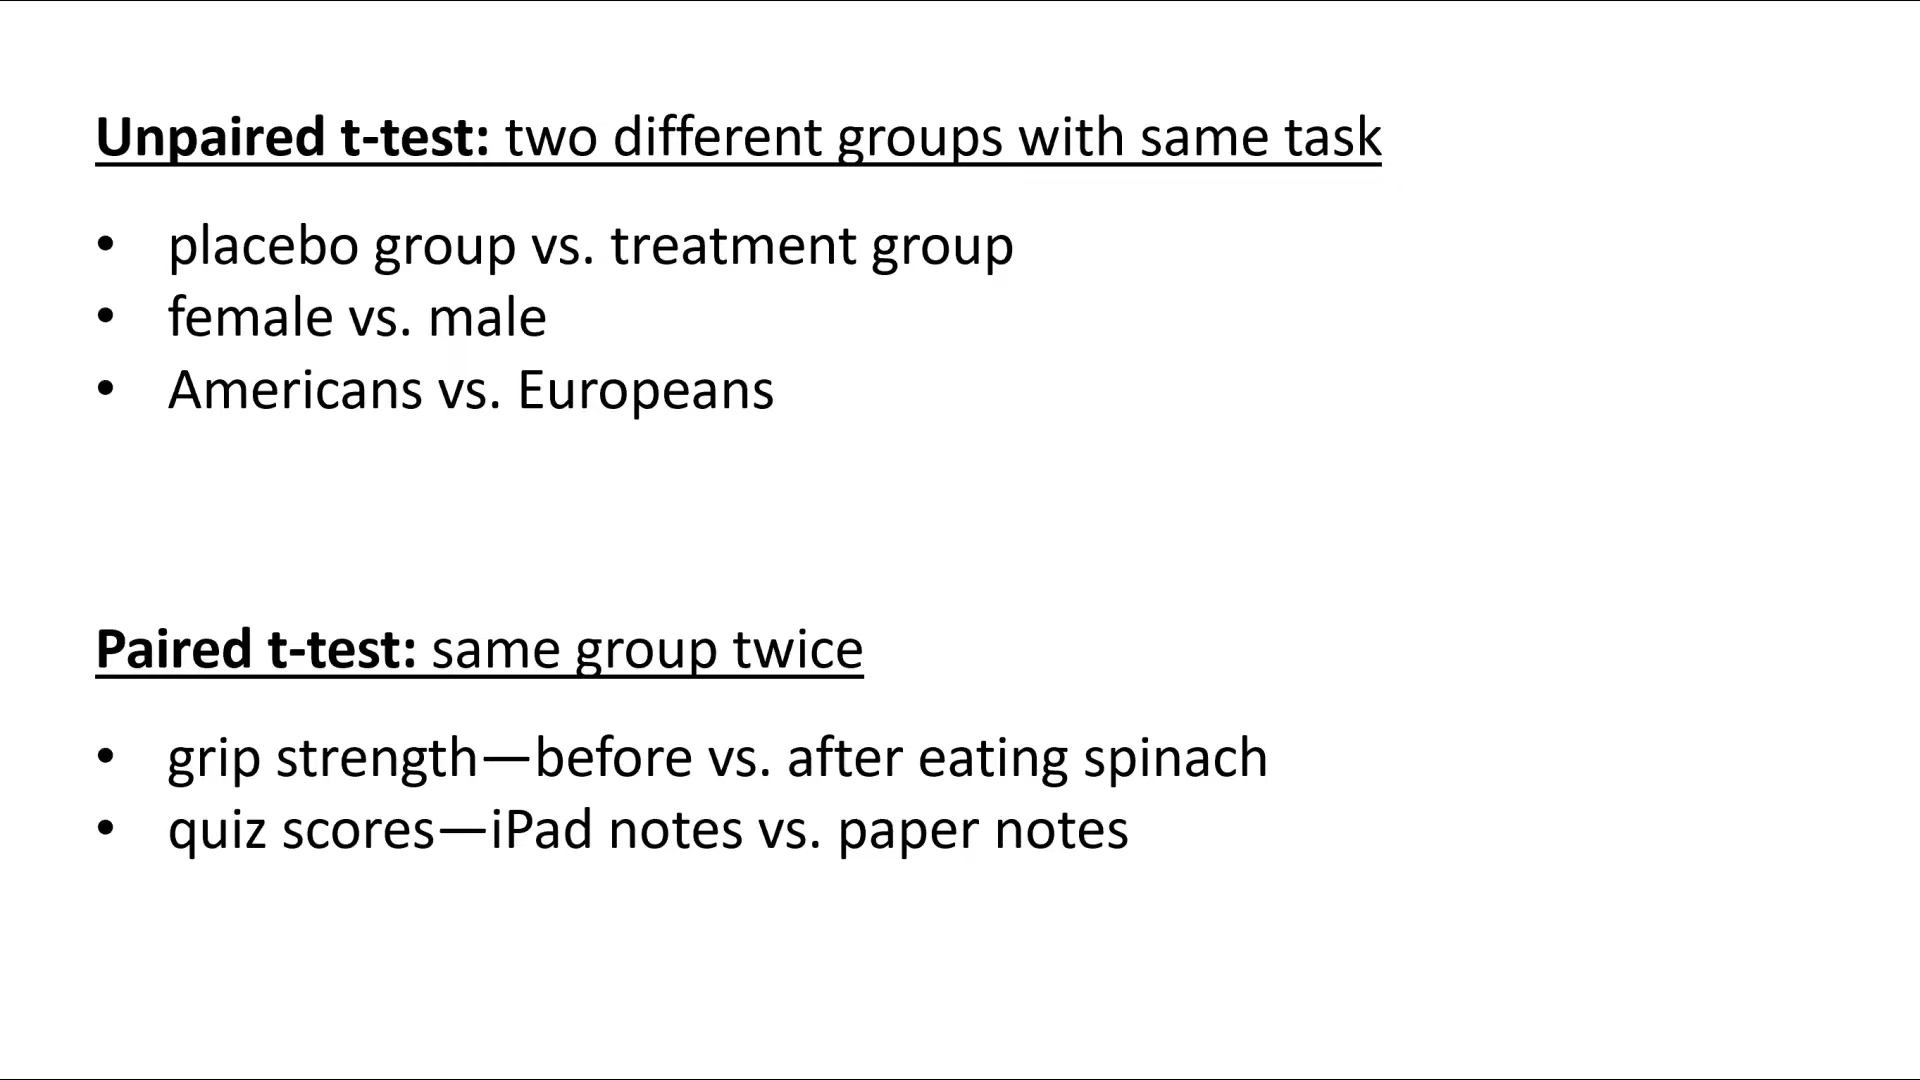 Unpaired t-test: two different groups with same task
• placebo group vs. treatment group
• female vs. male
• Americans vs. Europeans
Paired t-test: same group twice
• grip strength—before vs. after eating spinach
• quiz scores—iPad notes vs. paper notes